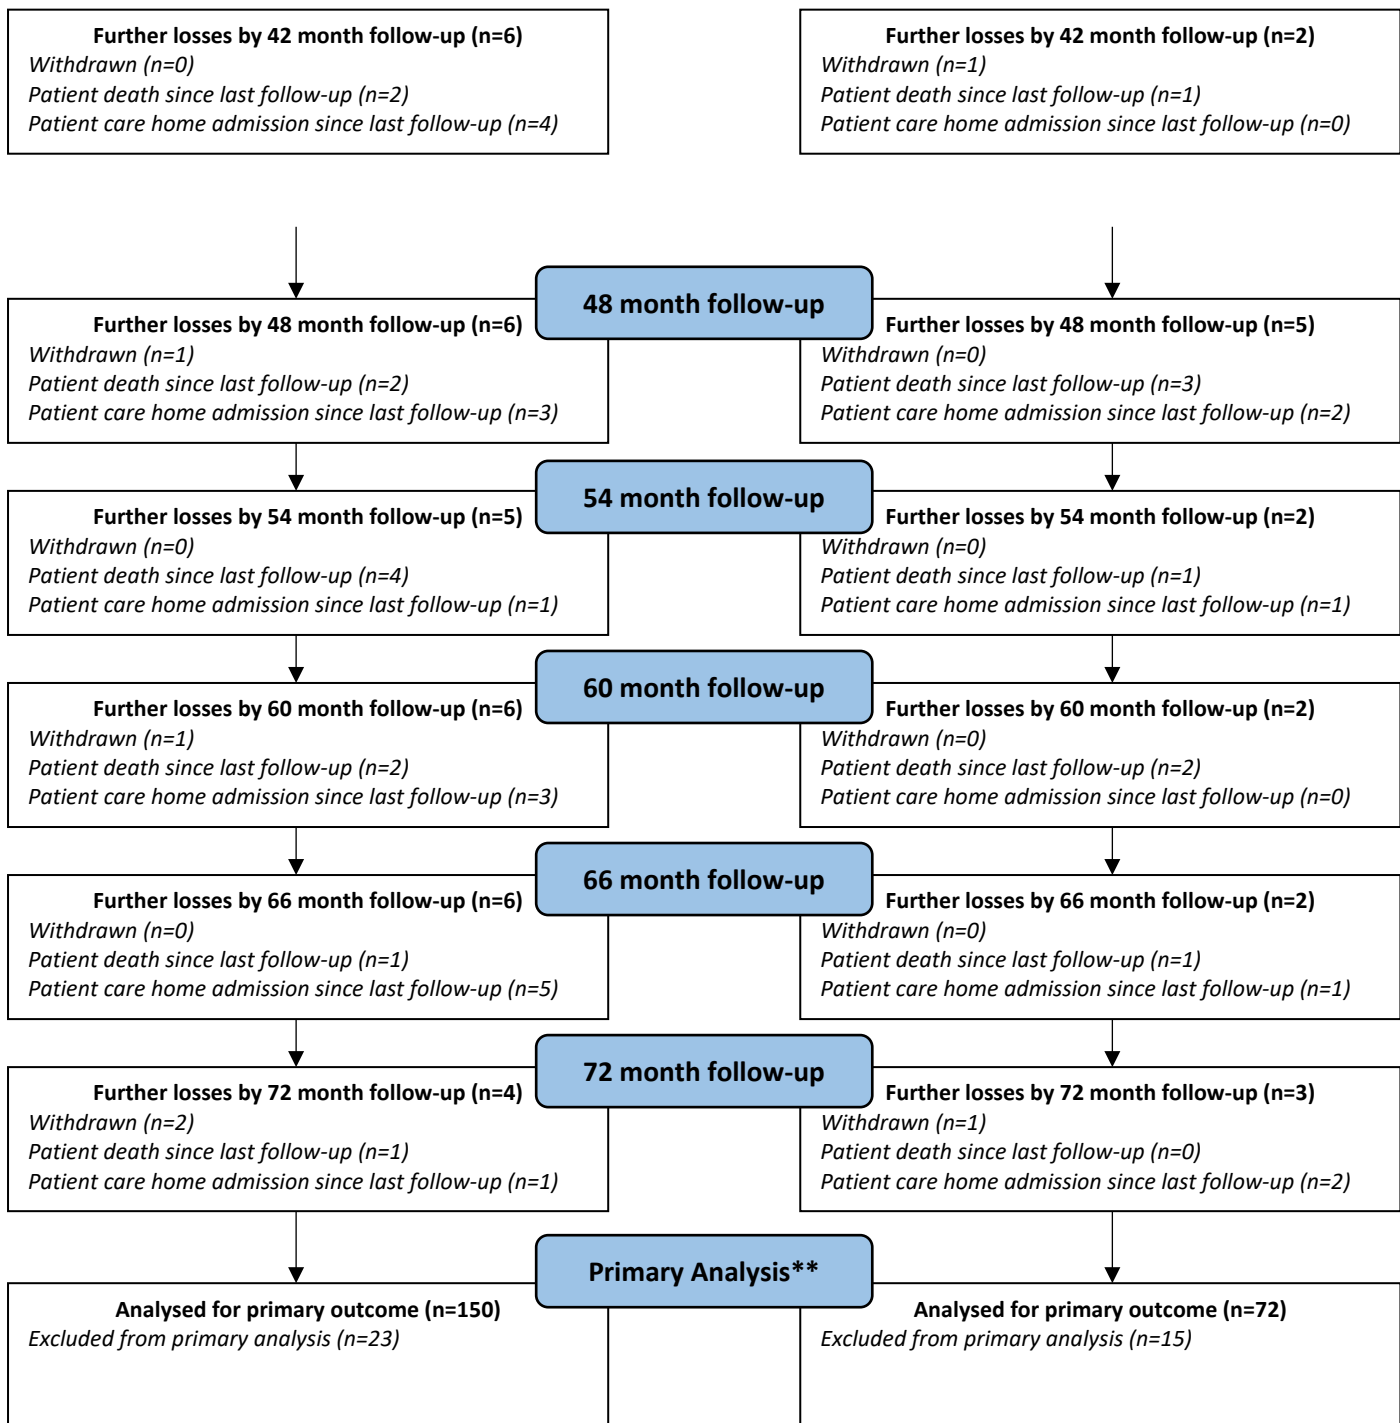 Further losses by 42 month follow-up (n=6)
Withdrawn (n=0)
Patient death since last follow-up (n=2)
Patient care home admission since last follow-up (n=4)
Further losses by 42 month follow-up (n=2)
Withdrawn (n=1)
Patient death since last follow-up (n=1)
Patient care home admission since last follow-up (n=0)
48 month follow-up
Further losses by 48 month follow-up (n=6)
Withdrawn (n=1)
Patient death since last follow-up (n=2)
Patient care home admission since last follow-up (n=3)
Further losses by 48 month follow-up (n=5)
Withdrawn (n=0)
Patient death since last follow-up (n=3)
Patient care home admission since last follow-up (n=2)
54 month follow-up
Further losses by 54 month follow-up (n=5)
Withdrawn (n=0)
Patient death since last follow-up (n=4)
Patient care home admission since last follow-up (n=1)
Further losses by 54 month follow-up (n=2)
Withdrawn (n=0)
Patient death since last follow-up (n=1)
Patient care home admission since last follow-up (n=1)
60 month follow-up
Further losses by 60 month follow-up (n=6)
Withdrawn (n=1)
Patient death since last follow-up (n=2)
Patient care home admission since last follow-up (n=3)
Further losses by 60 month follow-up (n=2)
Withdrawn (n=0)
Patient death since last follow-up (n=2)
Patient care home admission since last follow-up (n=0)
66 month follow-up
Further losses by 66 month follow-up (n=6)
Withdrawn (n=0)
Patient death since last follow-up (n=1)
Patient care home admission since last follow-up (n=5)
Further losses by 66 month follow-up (n=2)
Withdrawn (n=0)
Patient death since last follow-up (n=1)
Patient care home admission since last follow-up (n=1)
72 month follow-up
Further losses by 72 month follow-up (n=4)
Withdrawn (n=2)
Patient death since last follow-up (n=1)
Patient care home admission since last follow-up (n=1)
Further losses by 72 month follow-up (n=3)
Withdrawn (n=1)
Patient death since last follow-up (n=0)
Patient care home admission since last follow-up (n=2)
Primary Analysis**
Analysed for primary outcome (n=150)
Excluded from primary analysis (n=23)
Analysed for primary outcome (n=72)
Excluded from primary analysis (n=15)